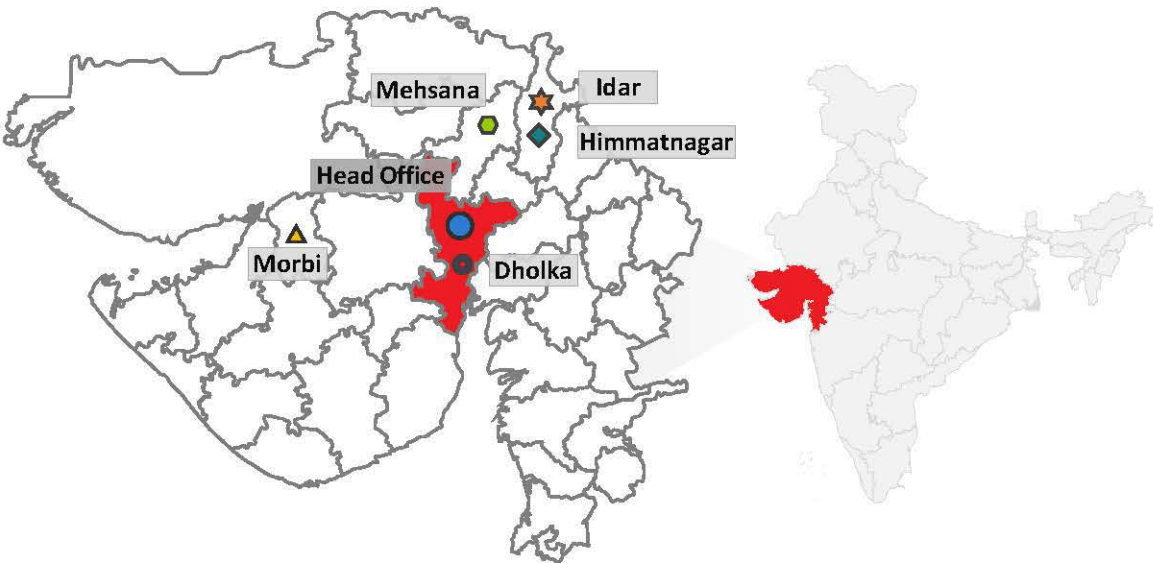 Mehsana
Idar
Himmatnagar
Head Office
Morbi
Dholka